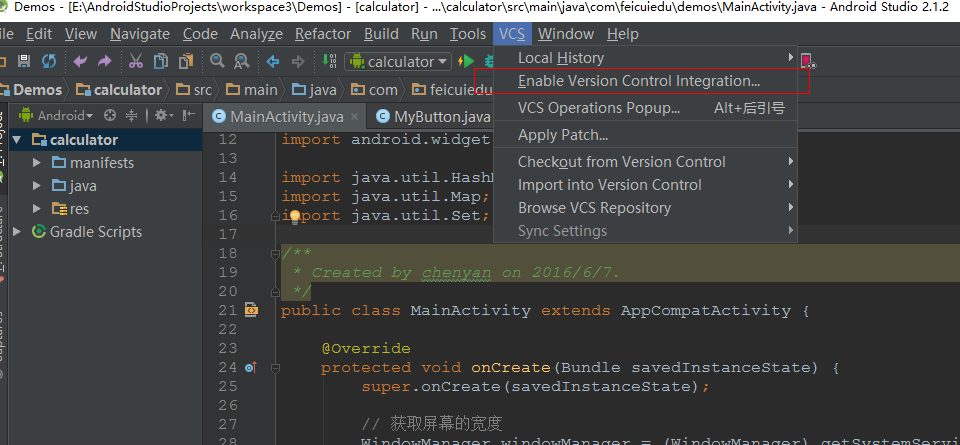 Demos - [E:\AndroidStudioProjects\workspace3\Demos] - [calculator] - ...\calculator\src\main\java\com\feicuiedu\demos\MainActivity.java - Android Studio 2.1.2
File Edit View Navigate Code Analyze Refactor Build Run Tools VCS Window Help
calculator
Demos calculator src main java com feicuiedu
Local History
Enable Version Control Integration...
VCS Operations Popup... Alt+后引号
Apply Patch...
Checkout from Version Control
Import into Version Control
Browse VCS Repository
Sync Settings
Android
calculator
manifests
java
res
Gradle Scripts
MainActivity.java MyButton.java
12 import android.widget
13
14 import java.util.Hash
15 import java.util.Map;
16 import java.util.Set;
17
18 /**
19 * Created by chenyan on 2016/6/7.
20 */
21 public class MainActivity extends AppCompatActivity {
22
23 @Override
24 protected void onCreate(Bundle savedInstanceState) {
25 super.onCreate(savedInstanceState);
26
27 // 获取屏幕的宽度
28 WindowManager windowManager = (WindowManager) getSystemServi